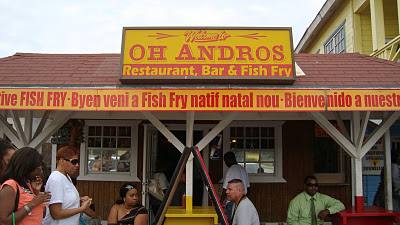 Welcome to
OH ANDROS
Restaurant, Bar & Fish Fry
ive FISH FRY-Byen veni a Fish Fry natif natal nou-Bienvenido a nuestro